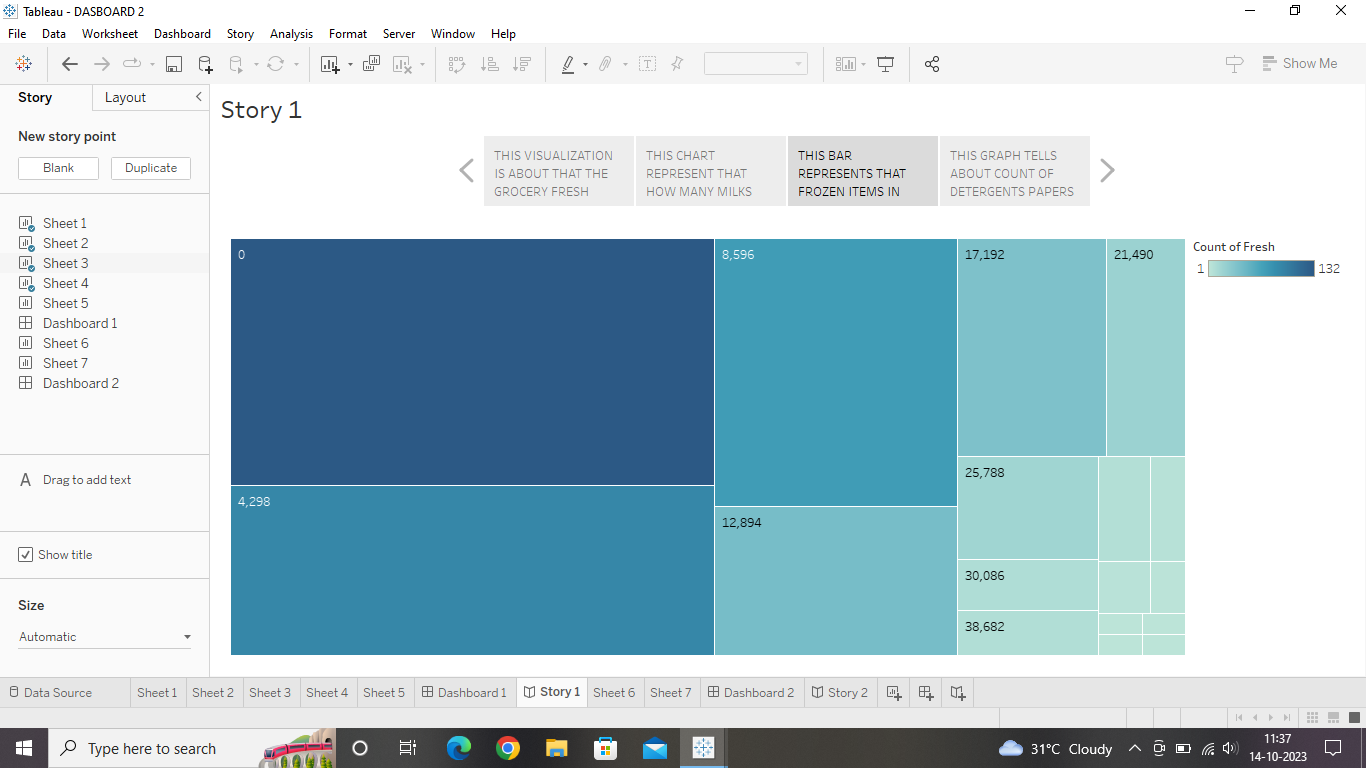 Tableau - DASBOARD 2
File Data Worksheet Dashboard Story Analysis Format Server Window Help
Show Me
Story Layout
New story point
Blank Duplicate
Sheet 1
Sheet 2
Sheet 3
Sheet 4
Sheet 5
Dashboard 1
Sheet 6
Sheet 7
Dashboard 2
A Drag to add text
Show title
Size
Automatic
Story 1
THIS VISUALIZATION
IS ABOUT THAT THE
GROCERY FRESH
THIS CHART
REPRESENT THAT
HOW MANY MILKS
THIS BAR
REPRESENTS THAT
FROZEN ITEMS IN
THIS GRAPH TELLS
ABOUT COUNT OF
DETERGENTS PAPERS
0
4,298
8,596
12,894
17,192
21,490
25,788
30,086
38,682
Count of Fresh
1 132
Data Source Sheet 1 Sheet 2 Sheet 3 Sheet 4 Sheet 5 Dashboard 1 Story 1 Sheet 6 Sheet 7 Dashboard 2 Story 2
Type here to search
31°C Cloudy
11:37
14-10-2023